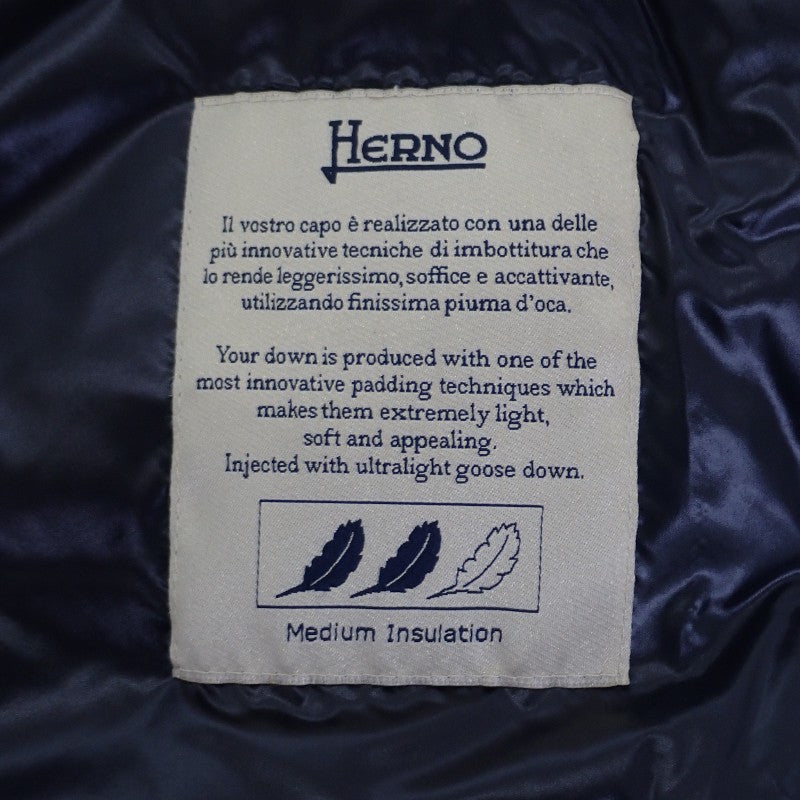 HERNO
Il vostro capo è realizzato con una delle
più innovative tecniche di imbottitura che
lo rende leggerissimo, soffice e accattivante,
utilizzando finissima piuma d'oca.
Your down is produced with one of the
most innovative padding techniques which
makes them extremely light,
soft and appealing.
Injected with ultralight goose down.
Medium Insulation